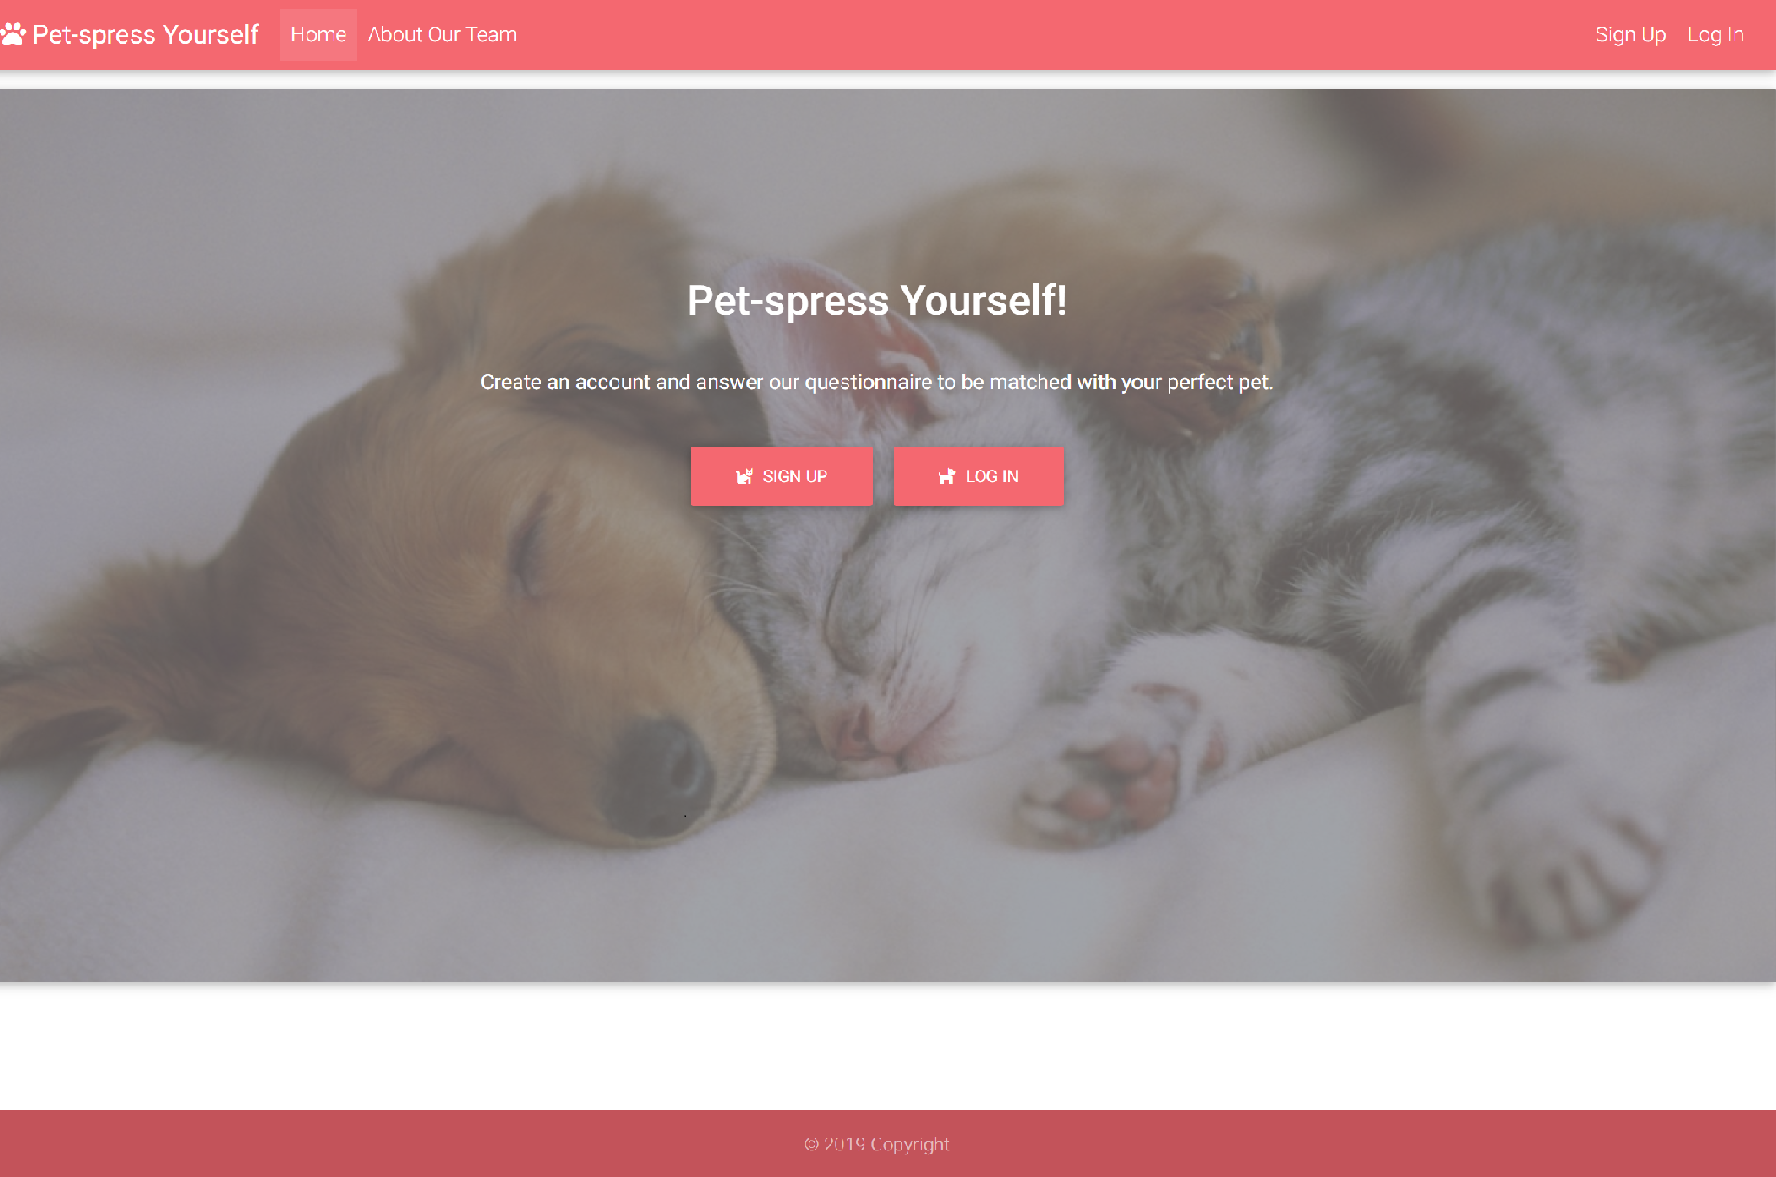 Pet-spress Yourself Home About Our Team Sign Up Log In
Pet-spress Yourself!
Create an account and answer our questionnaire to be matched with your perfect pet.
SIGN UP LOG IN
© 2019 Copyright